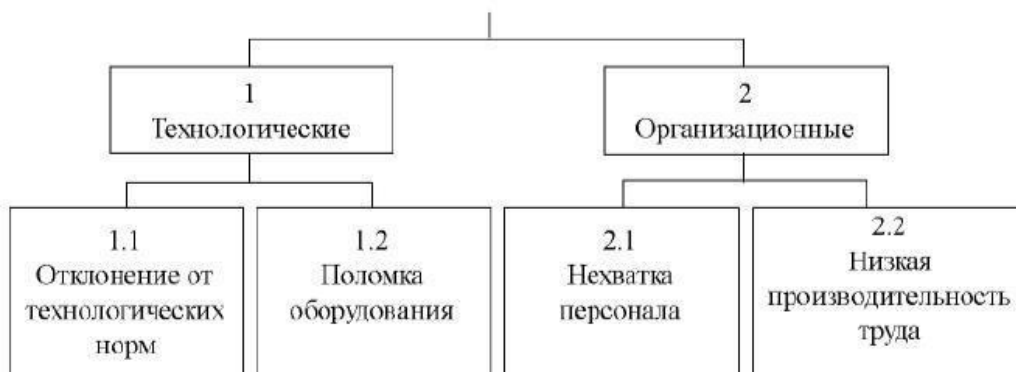 1
Технологические
2
Организационные
1.1
Отклонение от
технологических
норм
1.2
Поломка
оборудования
2.1
Нехватка
персонала
2.2
Низкая
производительность
труда